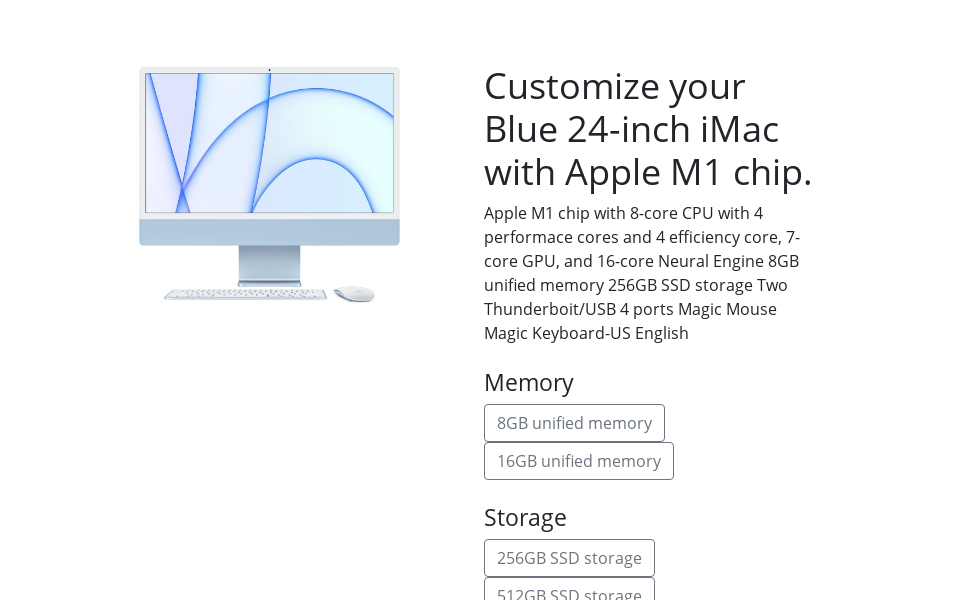 Customize your
Blue 24-inch iMac
with Apple M1 chip.
Apple M1 chip with 8-core CPU with 4
performace cores and 4 efficiency core, 7-
core GPU, and 16-core Neural Engine 8GB
unified memory 256GB SSD storage Two
Thunderboit/USB 4 ports Magic Mouse
Magic Keyboard-US English
Memory
8GB unified memory
16GB unified memory
Storage
256GB SSD storage
512GB SSD storage